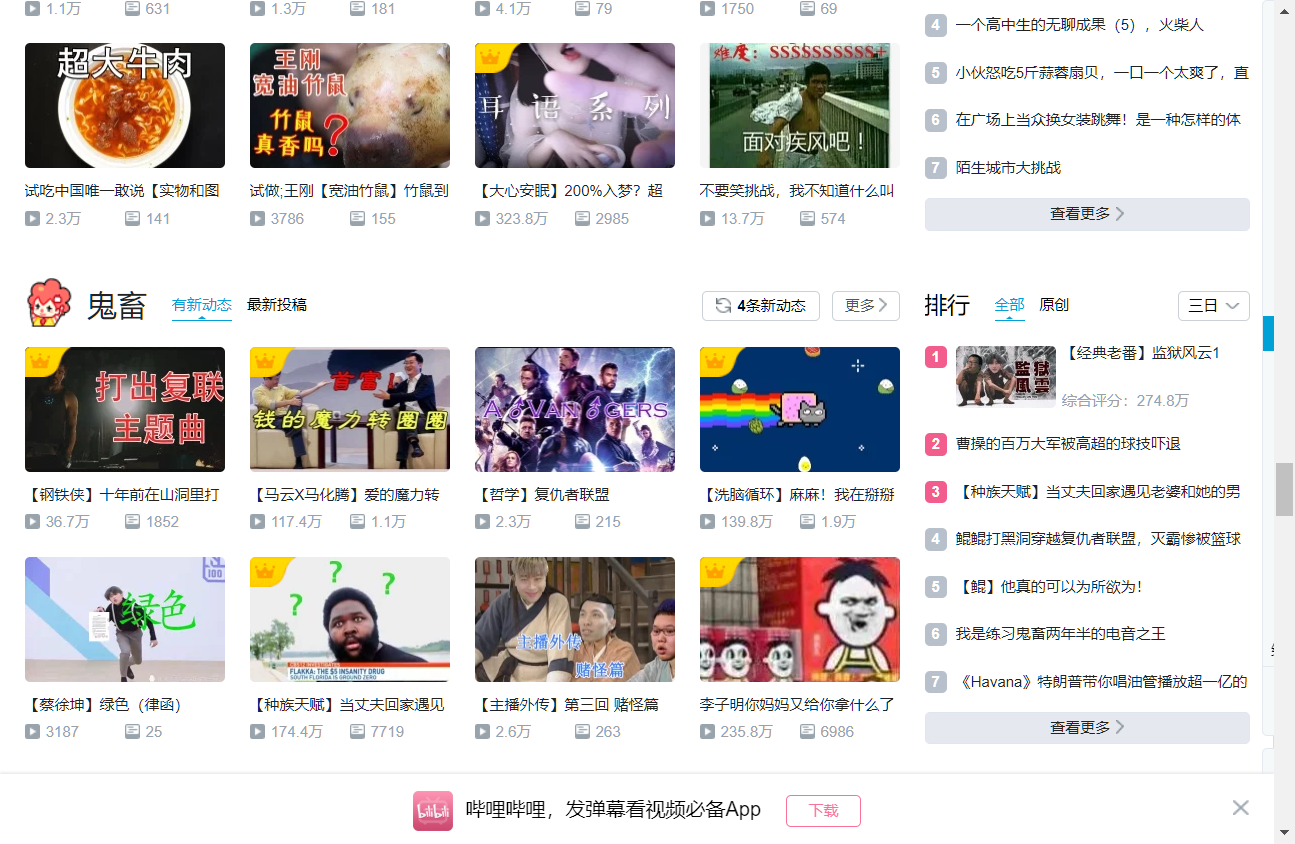 1.1万 631 1.3万 181 4.1万 79 1750 69
4 一个高中生的无聊成果（5），火柴人
5 小伙怒吃5斤蒜蓉扇贝，一口一个太爽了，直
6 在广场上当众换女装跳舞！是一种怎样的体
7 陌生城市大挑战
查看更多
超大牛肉
王刚
宽油竹鼠
竹鼠
真香吗?
耳语系列
难度：SSSSSSSSSS+
面对疾风吧！
试吃中国唯一敢说【实物和图
试做;王刚【宽油竹鼠】竹鼠到
【大心安眠】200%入梦？超
不要笑挑战，我不知道什么叫
2.3万 141 3786 155 323.8万 2985 13.7万 574
鬼畜 有新动态 最新投稿 4条新动态 更多
排行 全部 原创 三日
打出复联
主题曲
首富！
钱的魔力转圈圈
A♂VAN♂GERS
【钢铁侠】十年前在山洞里打
【马云X马化腾】爱的魔力转
【哲学】复仇者联盟
【洗脑循环】麻麻！我在掰掰
36.7万 1852 117.4万 1.1万 2.3万 215 139.8万 1.9万
100
绿色
? ? ?
FLAKKA: THE $5 INSANITY DRUG
SOUTH FLORIDA IS GROUND ZERO
主播外传
赌怪篇
【蔡徐坤】绿色（律函）
【种族天赋】当丈夫回家遇见
【主播外传】第三回 赌怪篇
李子明你妈妈又给你拿什么了
3187 25 174.4万 7719 2.6万 263 235.8万 6986
1 监狱風雲 【经典老番】监狱风云1
综合评分：274.8万
2 曹操的百万大军被高超的球技吓退
3 【种族天赋】当丈夫回家遇见老婆和她的男
4 鲲鲲打黑洞穿越复仇者联盟，灭霸惨被篮球
5 【鲲】他真的可以为所欲为！
6 我是练习鬼畜两年半的电音之王
7 《Havana》特朗普带你唱油管播放超一亿的
查看更多
bilibili 哔哩哔哩，发弹幕看视频必备App 下载